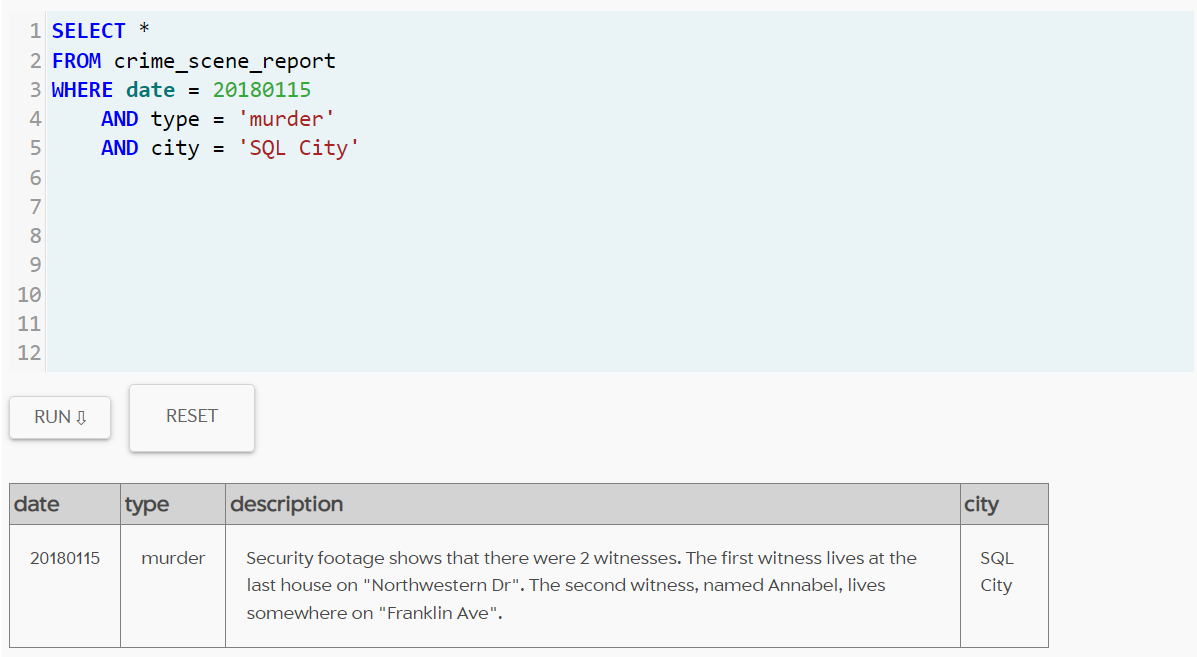 1 SELECT *
2 FROM crime_scene_report
3 WHERE date = 20180115
4     AND type = 'murder'
5     AND city = 'SQL City'
6
7
8
9
10
11
12
RUN ⇩ RESET
date type description city
20180115 murder Security footage shows that there were 2 witnesses. The first witness lives at the SQL
last house on "Northwestern Dr". The second witness, named Annabel, lives City
somewhere on "Franklin Ave".